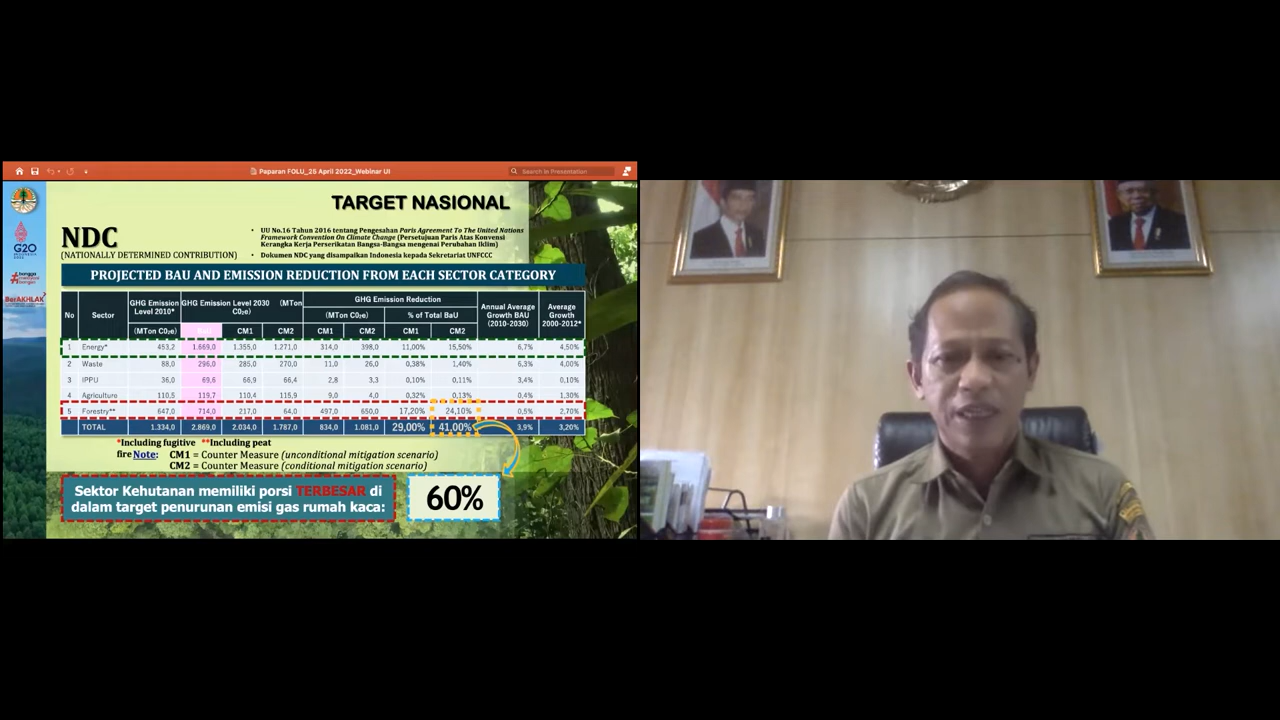 Paparan FOLU_25 April 2022_Webinar UI
Search in Presentation
TARGET NASIONAL
NDC
(NATIONALLY DETERMINED CONTRIBUTION)
• UU No.16 Tahun 2016 tentang Pengesahan Paris Agreement To The United Nations
Framework Convention On Climate Change (Persetujuan Paris Atas Konvensi
Kerangka Kerja Perserikatan Bangsa-Bangsa mengenai Perubahan Iklim)
• Dokumen NDC yang disampaikan Indonesia kepada Sekretariat UNFCCC
G20
INDONESIA
#bangga
melayani
bangsa
BerAKHLAK
PROJECTED BAU AND EMISSION REDUCTION FROM EACH SECTOR CATEGORY
No Sector GHG Emission Level 2010* GHG Emission Level 2030 (MTon CO₂e) GHG Emission Reduction Annual Average Growth BAU (2010-2030) Average Growth 2000-2012*
(MTon CO₂e) % of Total BaU
(MTon CO₂e) BaU CM1 CM2 CM1 CM2 CM1 CM2
1 Energy* 453,2 1.669,0 1.355,0 1.271,0 314,0 398,0 11,00% 15,50% 6,7% 4,50%
2 Waste 88,0 296,0 285,0 270,0 11,0 26,0 0,38% 1,40% 6,3% 4,00%
3 IPPU 36,0 69,6 66,9 66,4 2,8 3,3 0,10% 0,11% 3,4% 0,10%
4 Agriculture 110,5 119,7 110,4 115,9 9,0 4,0 0,32% 0,13% 0,4% 1,30%
5 Forestry** 647,0 714,0 217,0 64,0 497,0 650,0 17,20% 24,10% 0,5% 2,70%
TOTAL 1.334,0 2.869,0 2.034,0 1.787,0 834,0 1.081,0 29,00% 41,00% 3,9% 3,20%
*Including fugitive **Including peat
fire Note: CM1 = Counter Measure (unconditional mitigation scenario)
CM2 = Counter Measure (conditional mitigation scenario)
Sektor Kehutanan memiliki porsi TERBESAR di
dalam target penurunan emisi gas rumah kaca:
60%